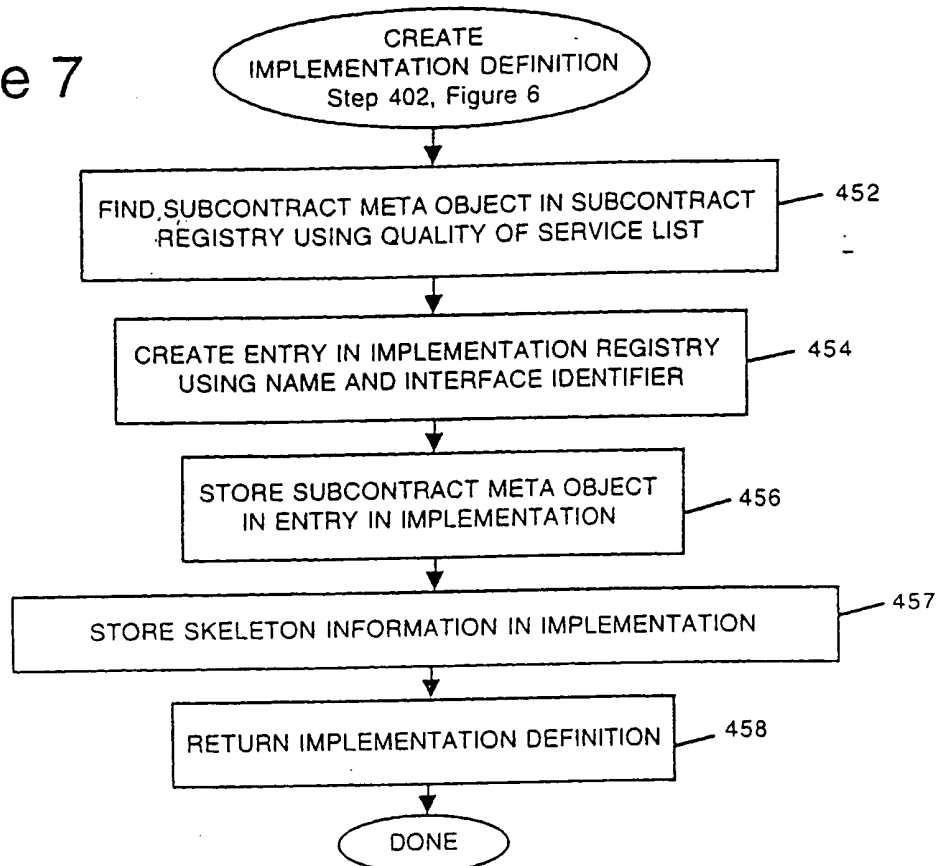 e 7
CREATE
IMPLEMENTATION DEFINITION
Step 402, Figure 6
FIND SUBCONTRACT META OBJECT IN SUBCONTRACT
REGISTRY USING QUALITY OF SERVICE LIST
452
CREATE ENTRY IN IMPLEMENTATION REGISTRY
USING NAME AND INTERFACE IDENTIFIER
454
STORE SUBCONTRACT META OBJECT
IN ENTRY IN IMPLEMENTATION
456
STORE SKELETON INFORMATION IN IMPLEMENTATION
457
RETURN IMPLEMENTATION DEFINITION
458
DONE